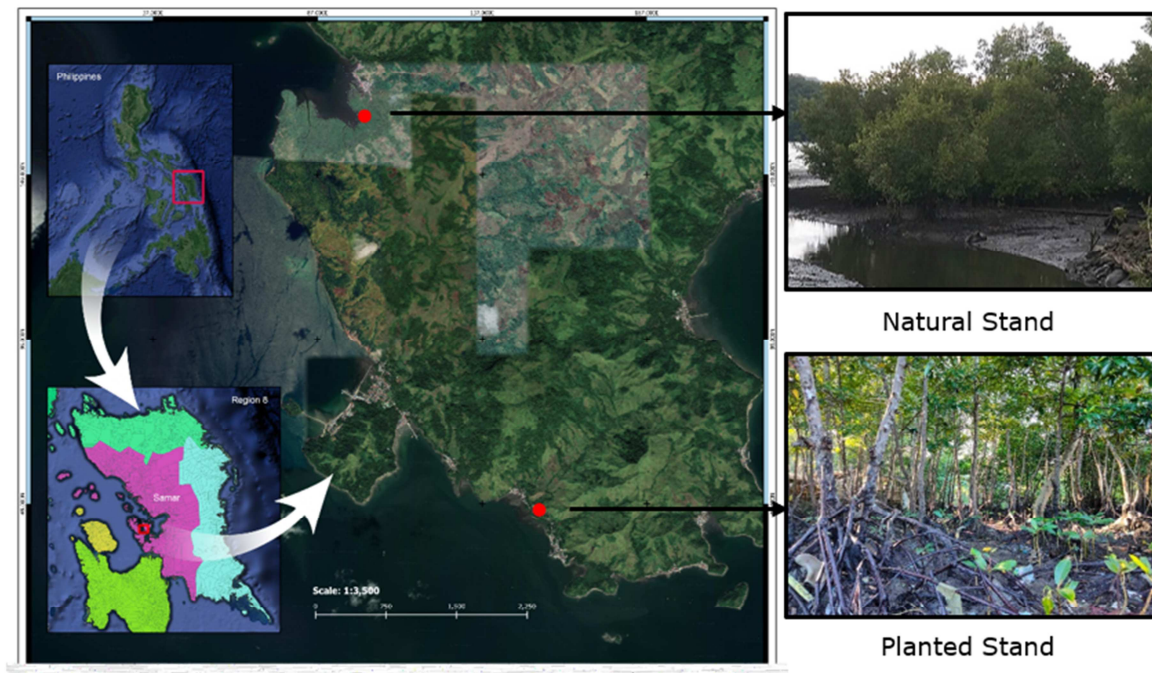 Philippines
Natural Stand
Region 8
Samar
Scale: 1:3,500
0 750 1,500 2,250
Planted Stand